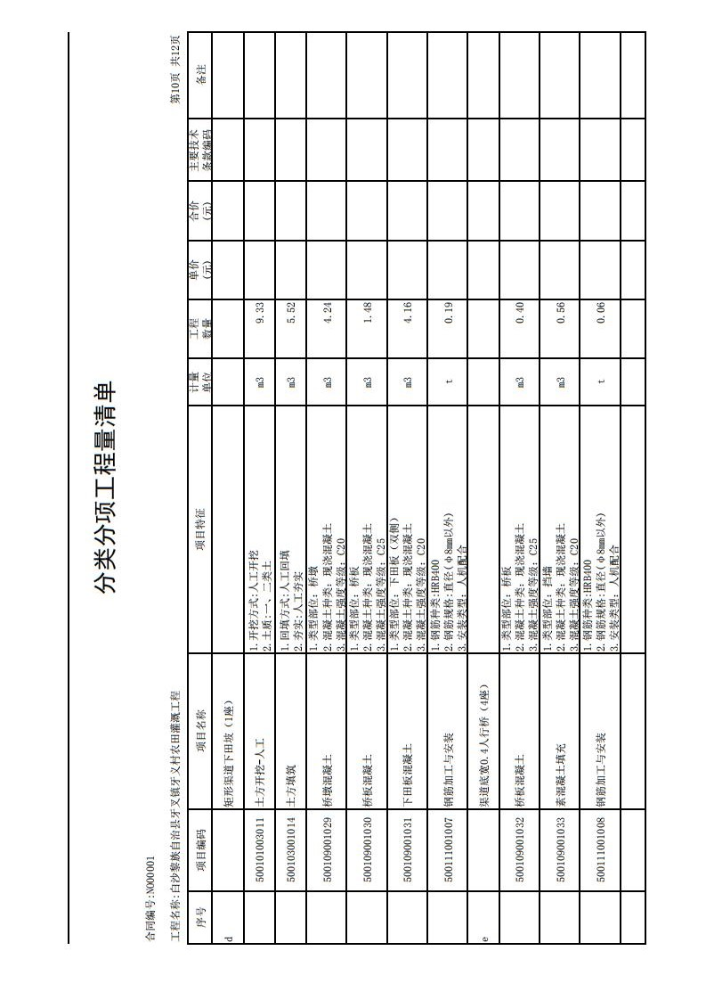 分类分项工程量清单
合同编号:N000001
工程名称:白沙黎族自治县牙叉镇牙义村农田灌溉工程 第10页 共12页
序号 项目编码 项目名称 项目特征 计量单位 工程数量 单价(元) 合价(元) 主要技术条款编码 备注
d 矩形渠道下田坡（1座）
500101003011 土方开挖-人工 1. 开挖方式:人工开挖
2. 土质:一、二类土 m3 9.33
500103001014 土方填筑 1. 回填方式:人工回填
2. 夯实:人工夯实 m3 5.52
500109001029 桥墩混凝土 1. 类型部位: 桥墩
2. 混凝土种类: 现浇混凝土
3. 混凝土强度等级: C20 m3 4.24
500109001030 桥板混凝土 1. 类型部位: 桥板
2. 混凝土种类: 现浇混凝土
3. 混凝土强度等级: C25 m3 1.48
500109001031 下田板混凝土 1. 类型部位: 下田板（双侧）
2. 混凝土种类: 现浇混凝土
3. 混凝土强度等级: C20 m3 4.16
500111001007 钢筋加工与安装 1. 钢筋种类:HRB400
2. 钢筋规格:直径(φ8mm以外)
3. 安装类型: 人机配合 t 0.19
e 渠道底宽0.4人行桥（4座）
500109001032 桥板混凝土 1. 类型部位: 桥板
2. 混凝土种类: 现浇混凝土
3. 混凝土强度等级: C25 m3 0.40
500109001033 素混凝土填充 1. 类型部位: 挡墙
2. 混凝土种类: 现浇混凝土
3. 混凝土强度等级: C20 m3 0.56
500111001008 钢筋加工与安装 1. 钢筋种类:HRB400
2. 钢筋规格:直径(φ8mm以外)
3. 安装类型: 人机配合 t 0.06